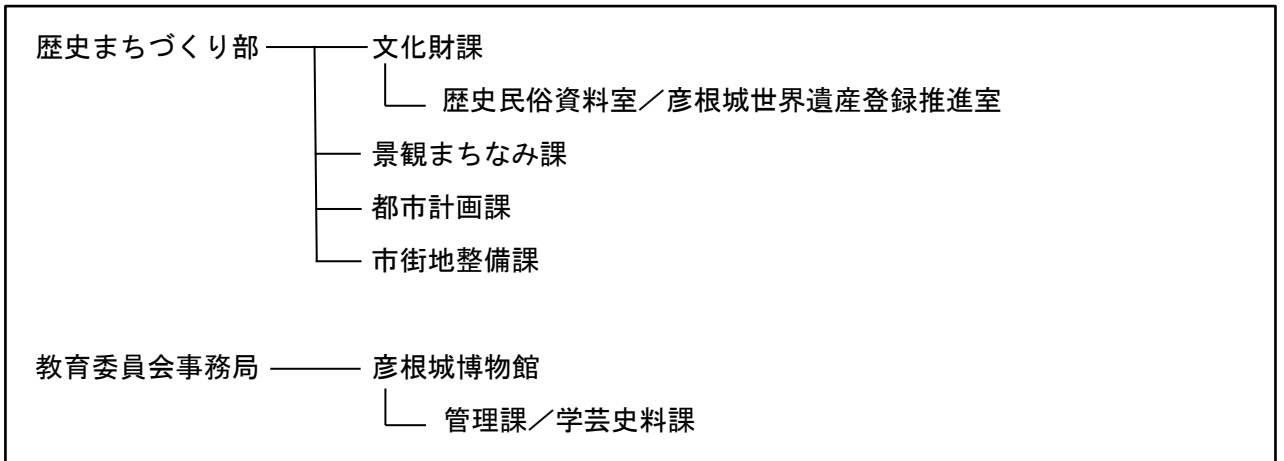 歴史まちづくり部 文化財課
歴史民俗資料室／彦根城世界遺産登録推進室
景観まちなみ課
都市計画課
市街地整備課
教育委員会事務局 彦根城博物館
管理課／学芸史料課